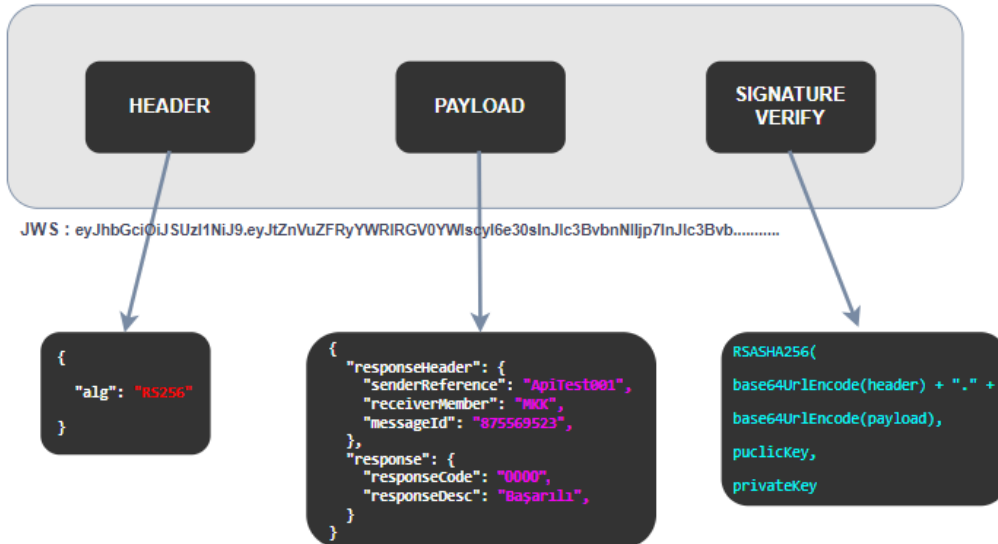 HEADER
PAYLOAD
SIGNATURE
VERIFY
JWS : eyJhbGciOiJSUzI1NiJ9.eyJtZnVuZFRyYWRlRGV0YWlscyI6e30sInJlc3BvbnNlIjp7InJlc3Bvb...........
{
"alg": "RS256"
}
{
"responseHeader": {
"senderReference": "ApiTest001",
"receiverMember": "MKK",
"messageId": "875569523",
},
"response": {
"responseCode": "0000",
"responseDesc": "Başarılı",
}
}
RSASHA256(
base64UrlEncode(header) + "." +
base64UrlEncode(payload),
puclicKey,
privateKey